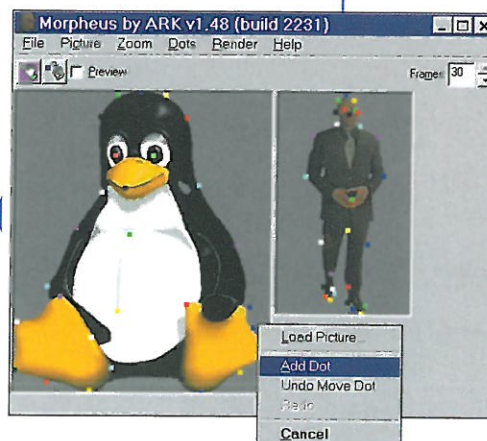 Morpheus by ARK v1.48 (build 2231)
File Picture Zoom Dots Render Help
Preview Frames 30
Load Picture...
Add Dot
Undo Move Dot
Cancel